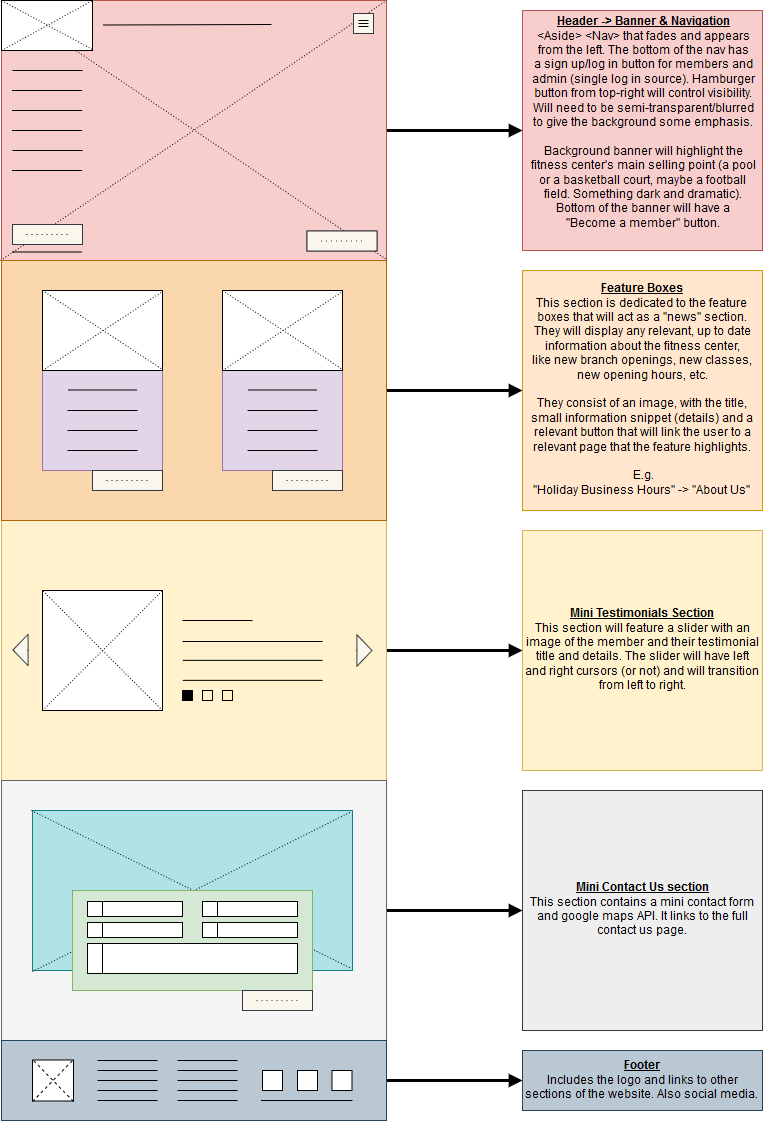 Header -> Banner & Navigation
<Aside> <Nav> that fades and appears
from the left. The bottom of the nav has
a sign up/log in button for members and
admin (single log in source). Hamburger
button from top-right will control visibility.
Will need to be semi-transparent/blurred
to give the background some emphasis.
Background banner will highlight the
fitness center's main selling point (a pool
or a basketball court, maybe a football
field. Something dark and dramatic).
Bottom of the banner will have a
"Become a member" button.
Feature Boxes
This section is dedicated to the feature
boxes that will act as a "news" section.
They will display any relevant, up to date
information about the fitness center,
like new branch openings, new classes,
new opening hours, etc.
They consist of an image, with the title,
small information snippet (details) and a
relevant button that will link the user to a
relevant page that the feature highlights.
E.g.
"Holiday Business Hours" -> "About Us"
Mini Testimonials Section
This section will feature a slider with an
image of the member and their testimonial
title and details. The slider will have left
and right cursors (or not) and will transition
from left to right.
Mini Contact Us section
This section contains a mini contact form
and google maps API. It links to the full
contact us page.
Footer
Includes the logo and links to other
sections of the website. Also social media.